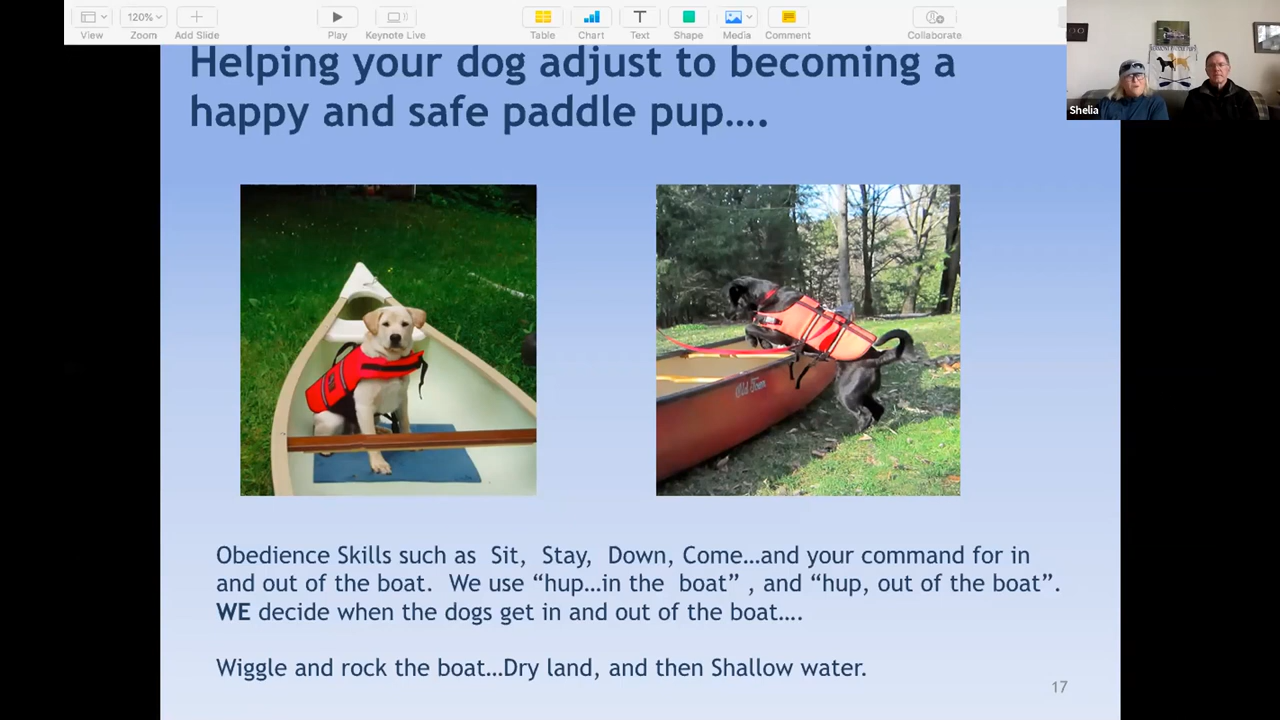 View
120%
Zoom
Add Slide
Play
Keynote Live
Table
Chart
Text
Shape
Media
Comment
Collaborate
Shelia
Helping your dog adjust to becoming a
happy and safe paddle pup….
Old Town
Obedience Skills such as Sit, Stay, Down, Come…and your command for in
and out of the boat. We use “hup…in the boat” , and “hup, out of the boat”.
WE decide when the dogs get in and out of the boat….
Wiggle and rock the boat…Dry land, and then Shallow water.
17